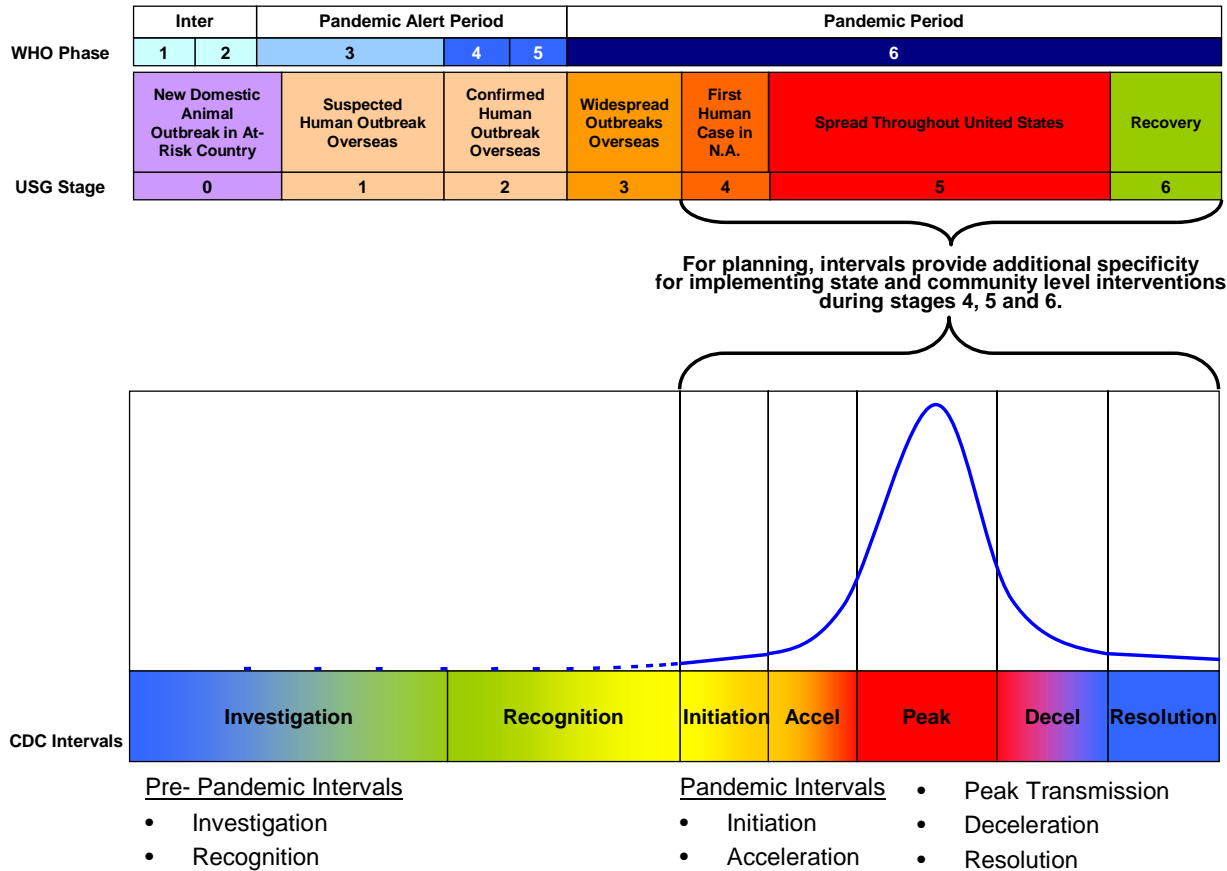 Inter
Pandemic Alert Period
Pandemic Period
WHO Phase
1
2
3
4
5
6
New Domestic
Animal
Outbreak in At-
Risk Country
Suspected
Human Outbreak
Overseas
Confirmed
Human
Outbreak
Overseas
Widespread
Outbreaks
Overseas
First
Human
Case in
N.A.
Spread Throughout United States
Recovery
USG Stage
0
1
2
3
4
5
6
For planning, intervals provide additional specificity
for implementing state and community level interventions
during stages 4, 5 and 6.
CDC Intervals
Investigation
Recognition
Initiation
Accel
Peak
Decel
Resolution
Pre- Pandemic Intervals
• Investigation
• Recognition
Pandemic Intervals
• Initiation
• Acceleration
• Peak Transmission
• Deceleration
• Resolution